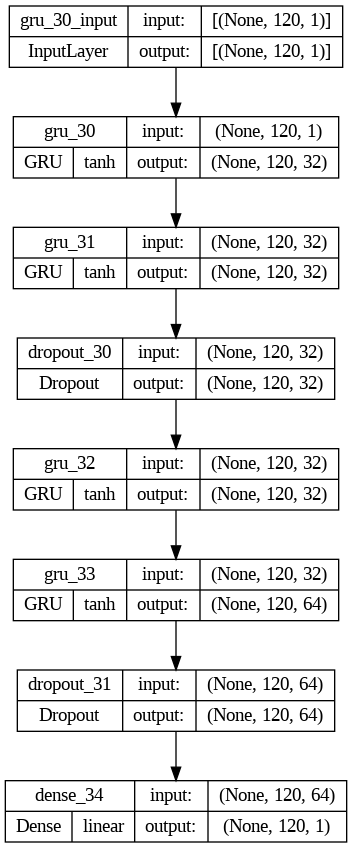 gru_30_input input: [(None, 120, 1)]
InputLayer output: [(None, 120, 1)]
gru_30 input: (None, 120, 1)
GRU tanh output: (None, 120, 32)
gru_31 input: (None, 120, 32)
GRU tanh output: (None, 120, 32)
dropout_30 input: (None, 120, 32)
Dropout output: (None, 120, 32)
gru_32 input: (None, 120, 32)
GRU tanh output: (None, 120, 32)
gru_33 input: (None, 120, 32)
GRU tanh output: (None, 120, 64)
dropout_31 input: (None, 120, 64)
Dropout output: (None, 120, 64)
dense_34 input: (None, 120, 64)
Dense linear output: (None, 120, 1)